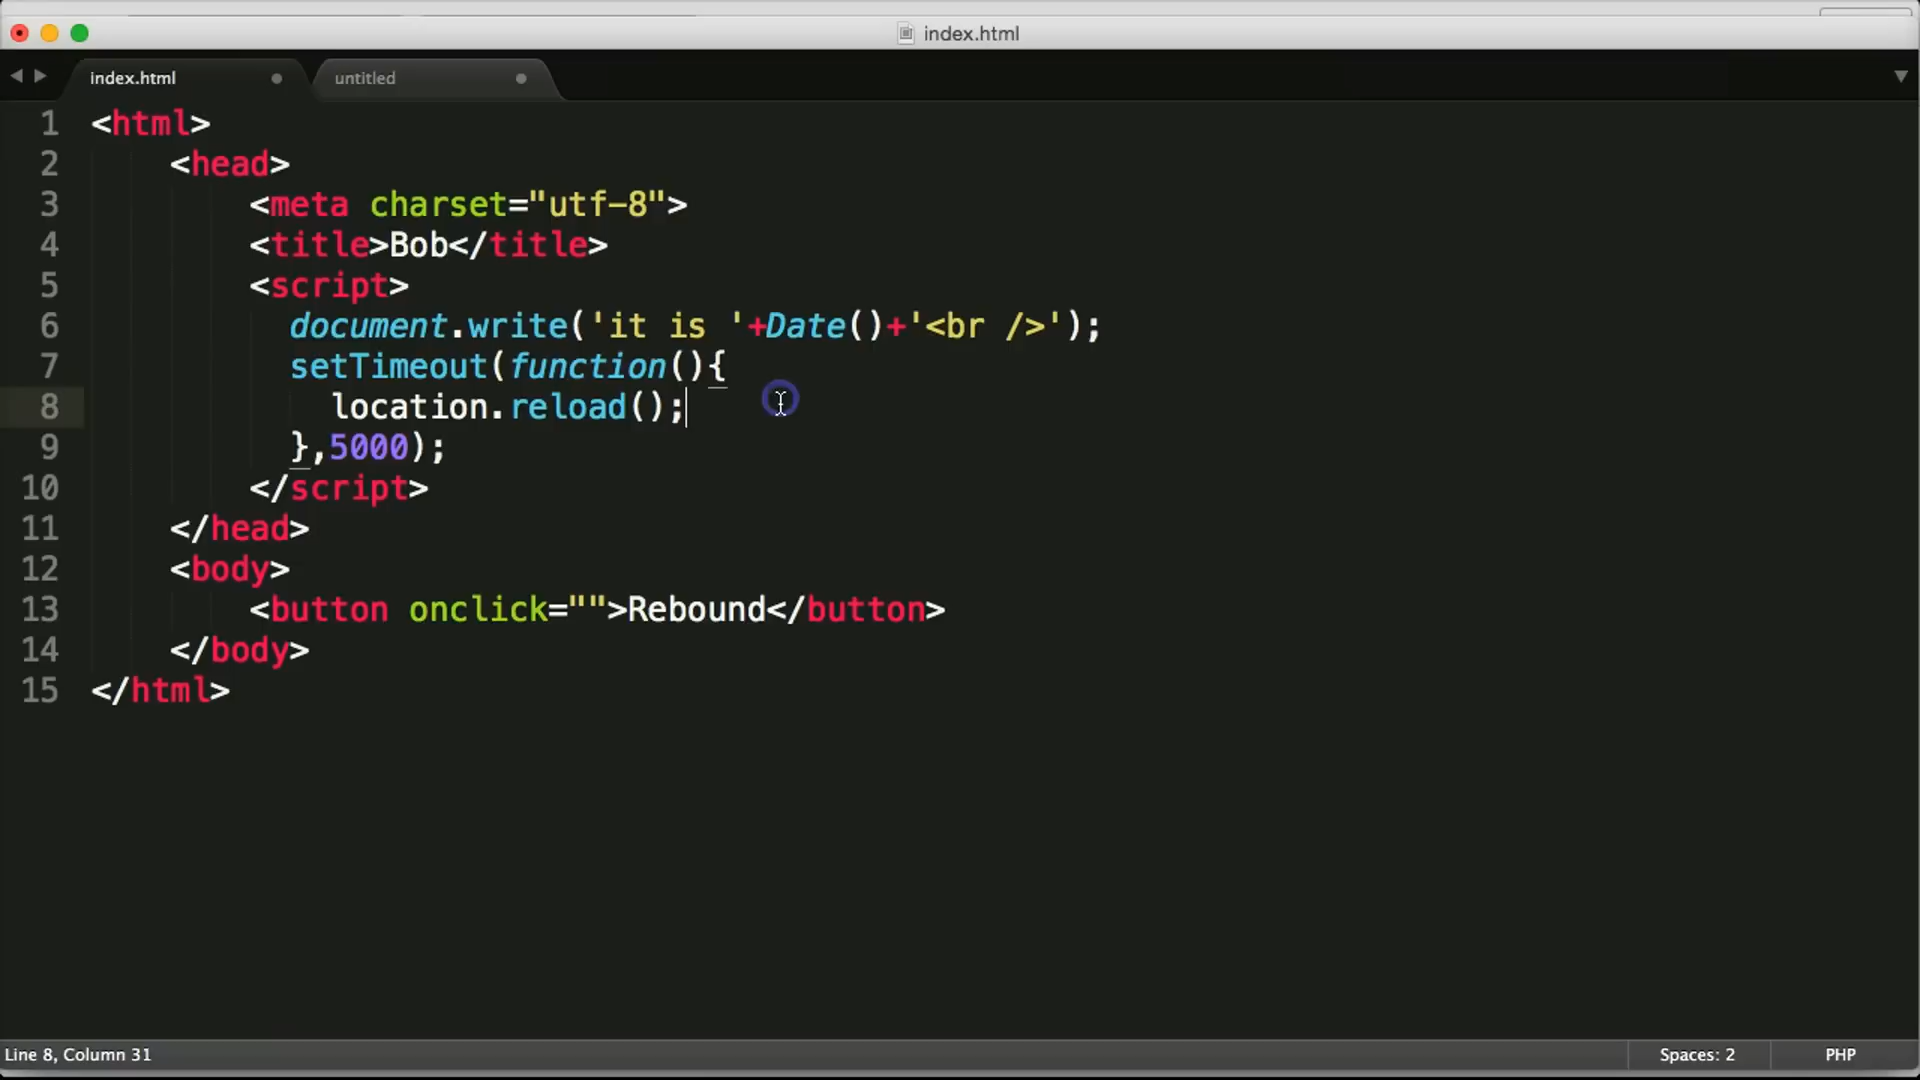 index.html
index.html untitled
1 <html>
2 <head>
3 <meta charset="utf-8">
4 <title>Bob</title>
5 <script>
6 document.write('it is '+Date()+'<br />');
7 setTimeout(function(){
8 location.reload();
9 },5000);
10 </script>
11 </head>
12 <body>
13 <button onclick="">Rebound</button>
14 </body>
15 </html>
Line 8, Column 31 Spaces: 2 PHP